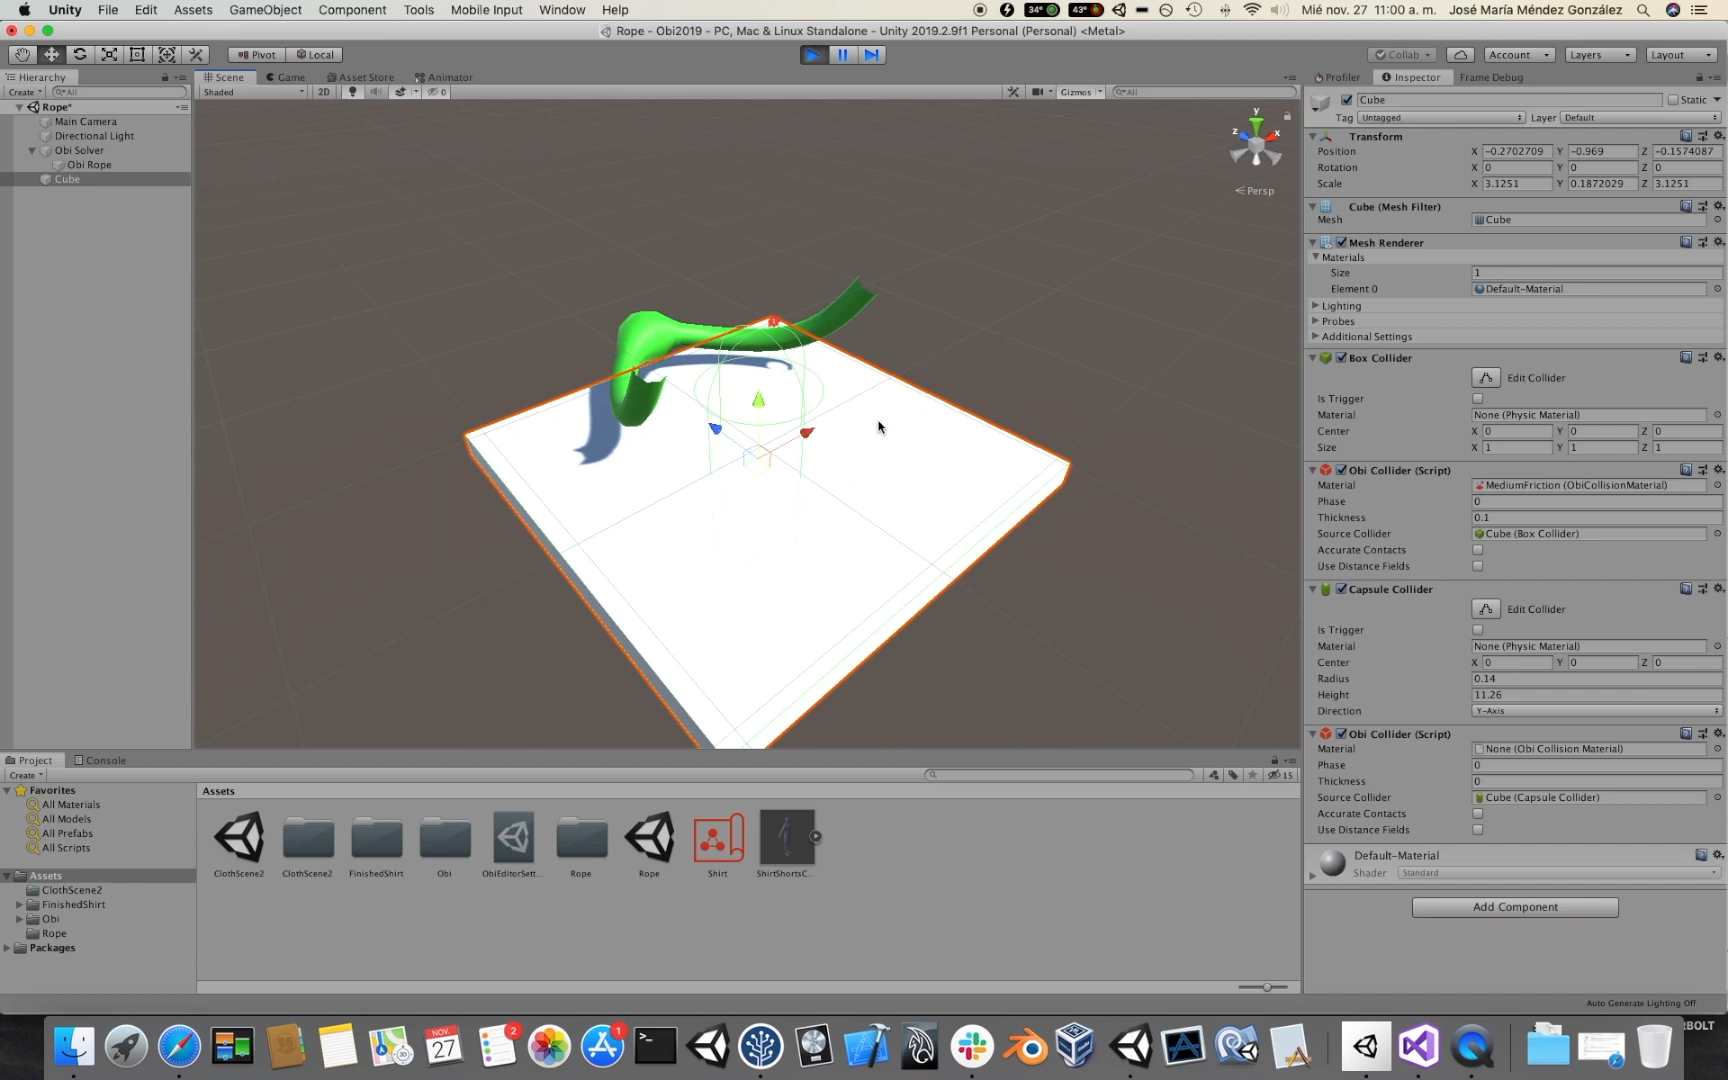 Unity File Edit Assets GameObject Component Tools Mobile Input Window Help 34° 43° Mié nov. 27 11:00 a. m. José María Méndez González
Rope - Obi2019 - PC, Mac & Linux Standalone - Unity 2019.2.9f1 Personal (Personal) <Metal>
Pivot Local Collab Account Layers Layout
Hierarchy Scene Game Asset Store Animator Profiler Inspector Frame Debug
Create All Shaded 2D 0 Gizmos All
Rope*
Main Camera
Directional Light
Obi Solver
Obi Rope
Cube
y
z x
Persp
Cube Static
Tag Untagged Layer Default
Transform
Position X -0.2702709 Y -0.969 Z -0.1574087
Rotation X 0 Y 0 Z 0
Scale X 3.1251 Y 0.1872029 Z 3.1251
Cube (Mesh Filter)
Mesh Cube
Mesh Renderer
Materials
Size 1
Element 0 Default-Material
Lighting
Probes
Additional Settings
Box Collider
Edit Collider
Is Trigger
Material None (Physic Material)
Center X 0 Y 0 Z 0
Size X 1 Y 1 Z 1
Obi Collider (Script)
Material MediumFriction (ObiCollisionMaterial)
Phase 0
Thickness 0.1
Source Collider Cube (Box Collider)
Accurate Contacts
Use Distance Fields
Capsule Collider
Edit Collider
Is Trigger
Material None (Physic Material)
Center X 0 Y 0 Z 0
Radius 0.14
Height 11.26
Direction Y-Axis
Obi Collider (Script)
Material None (Obi Collision Material)
Phase 0
Thickness 0
Source Collider Cube (Capsule Collider)
Accurate Contacts
Use Distance Fields
Default-Material
Shader Standard
Add Component
Project Console
Create 15
Favorites
All Materials
All Models
All Prefabs
All Scripts
Assets
ClothScene2
FinishedShirt
Obi
Rope
Packages
Assets
ClothScene2 ClothScene2 FinishedShirt Obi ObiEditorSett... Rope Rope Shirt ShirtShortsC...
Auto Generate Lighting Off
NOV.
27
2
1
BOLT